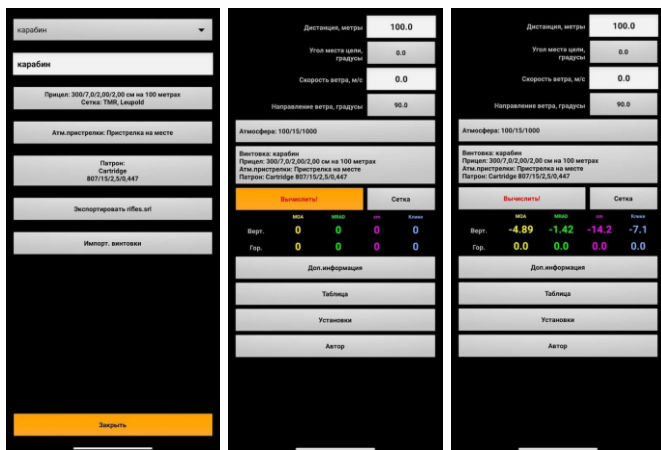 карабин
карабин
Прицел: 300/7,0/2,00/2,00 см на 100 метрах
Сетка: TMR, Leupold
Атм.пристрелки: Пристрелка на месте
Патрон:
Cartridge
807/15/2,5/0,447
Экспортировать rifles.srl
Импорт. винтовки
Закрыть
Дистанция, метры 100.0
Угол места цели, градусы 0.0
Скорость ветра, м/с 0.0
Направление ветра, градусы 90.0
Атмосфера: 100/15/1000
Винтовка: карабин
Прицел: 300/7,0/2,00/2,00 см на 100 метрах
Атм.пристрелки: Пристрелка на месте
Патрон: Cartridge 807/15/2,5/0,447
Вычислить! Сетка
MOA MRAD cm Клики
Верт. 0 0 0 0
Гор. 0 0 0 0
Доп.информация
Таблица
Установки
Автор
Дистанция, метры 100.0
Угол места цели, градусы 0.0
Скорость ветра, м/с 0.0
Направление ветра, градусы 90.0
Атмосфера: 100/15/1000
Винтовка: карабин
Прицел: 300/7,0/2,00/2,00 см на 100 метрах
Атм.пристрелки: Пристрелка на месте
Патрон: Cartridge 807/15/2,5/0,447
Вычислить! Сетка
MOA MRAD cm Клики
Верт. -4.89 -1.42 -14.2 -7.1
Гор. 0.0 0.0 0.0 0.0
Доп.информация
Таблица
Установки
Автор